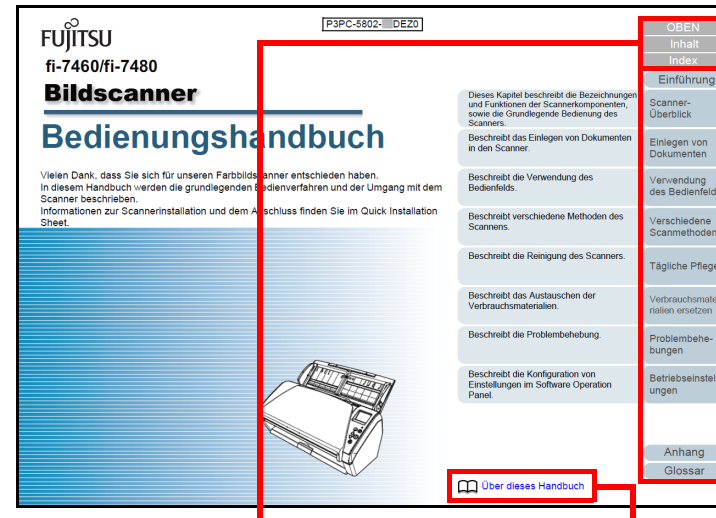 P3PC-5802- DEZ0
FUJITSU
fi-7460/fi-7480
Bildscanner
Bedienungshandbuch
Vielen Dank, dass Sie sich für unseren Farbbildscanner entschieden haben.
In diesem Handbuch werden die grundlegenden Bedienverfahren und der Umgang mit dem
Scanner beschrieben.
Informationen zur Scannerinstallation und dem Anschluss finden Sie im Quick Installation
Sheet.
OBEN
Inhalt
Index
Einführung
Dieses Kapitel beschreibt die Bezeichnungen
und Funktionen der Scannerkomponenten,
sowie die Grundlegende Bedienung des
Scanners.
Scanner-
Überblick
Beschreibt das Einlegen von Dokumenten
in den Scanner.
Einlegen von
Dokumenten
Beschreibt die Verwendung des
Bedienfelds.
Verwendung
des Bedienfeld
Beschreibt verschiedene Methoden des
Scannens.
Verschiedene
Scanmethoden
Beschreibt die Reinigung des Scanners.
Tägliche Pflege
Beschreibt das Austauschen der
Verbrauchsmaterialien.
Verbrauchsmate
rialien ersetzen
Beschreibt die Problembehebung.
Problembehe-
bungen
Beschreibt die Konfiguration von
Einstellungen im Software Operation
Panel.
Betriebseinstel
ungen
Anhang
Glossar
Über dieses Handbuch